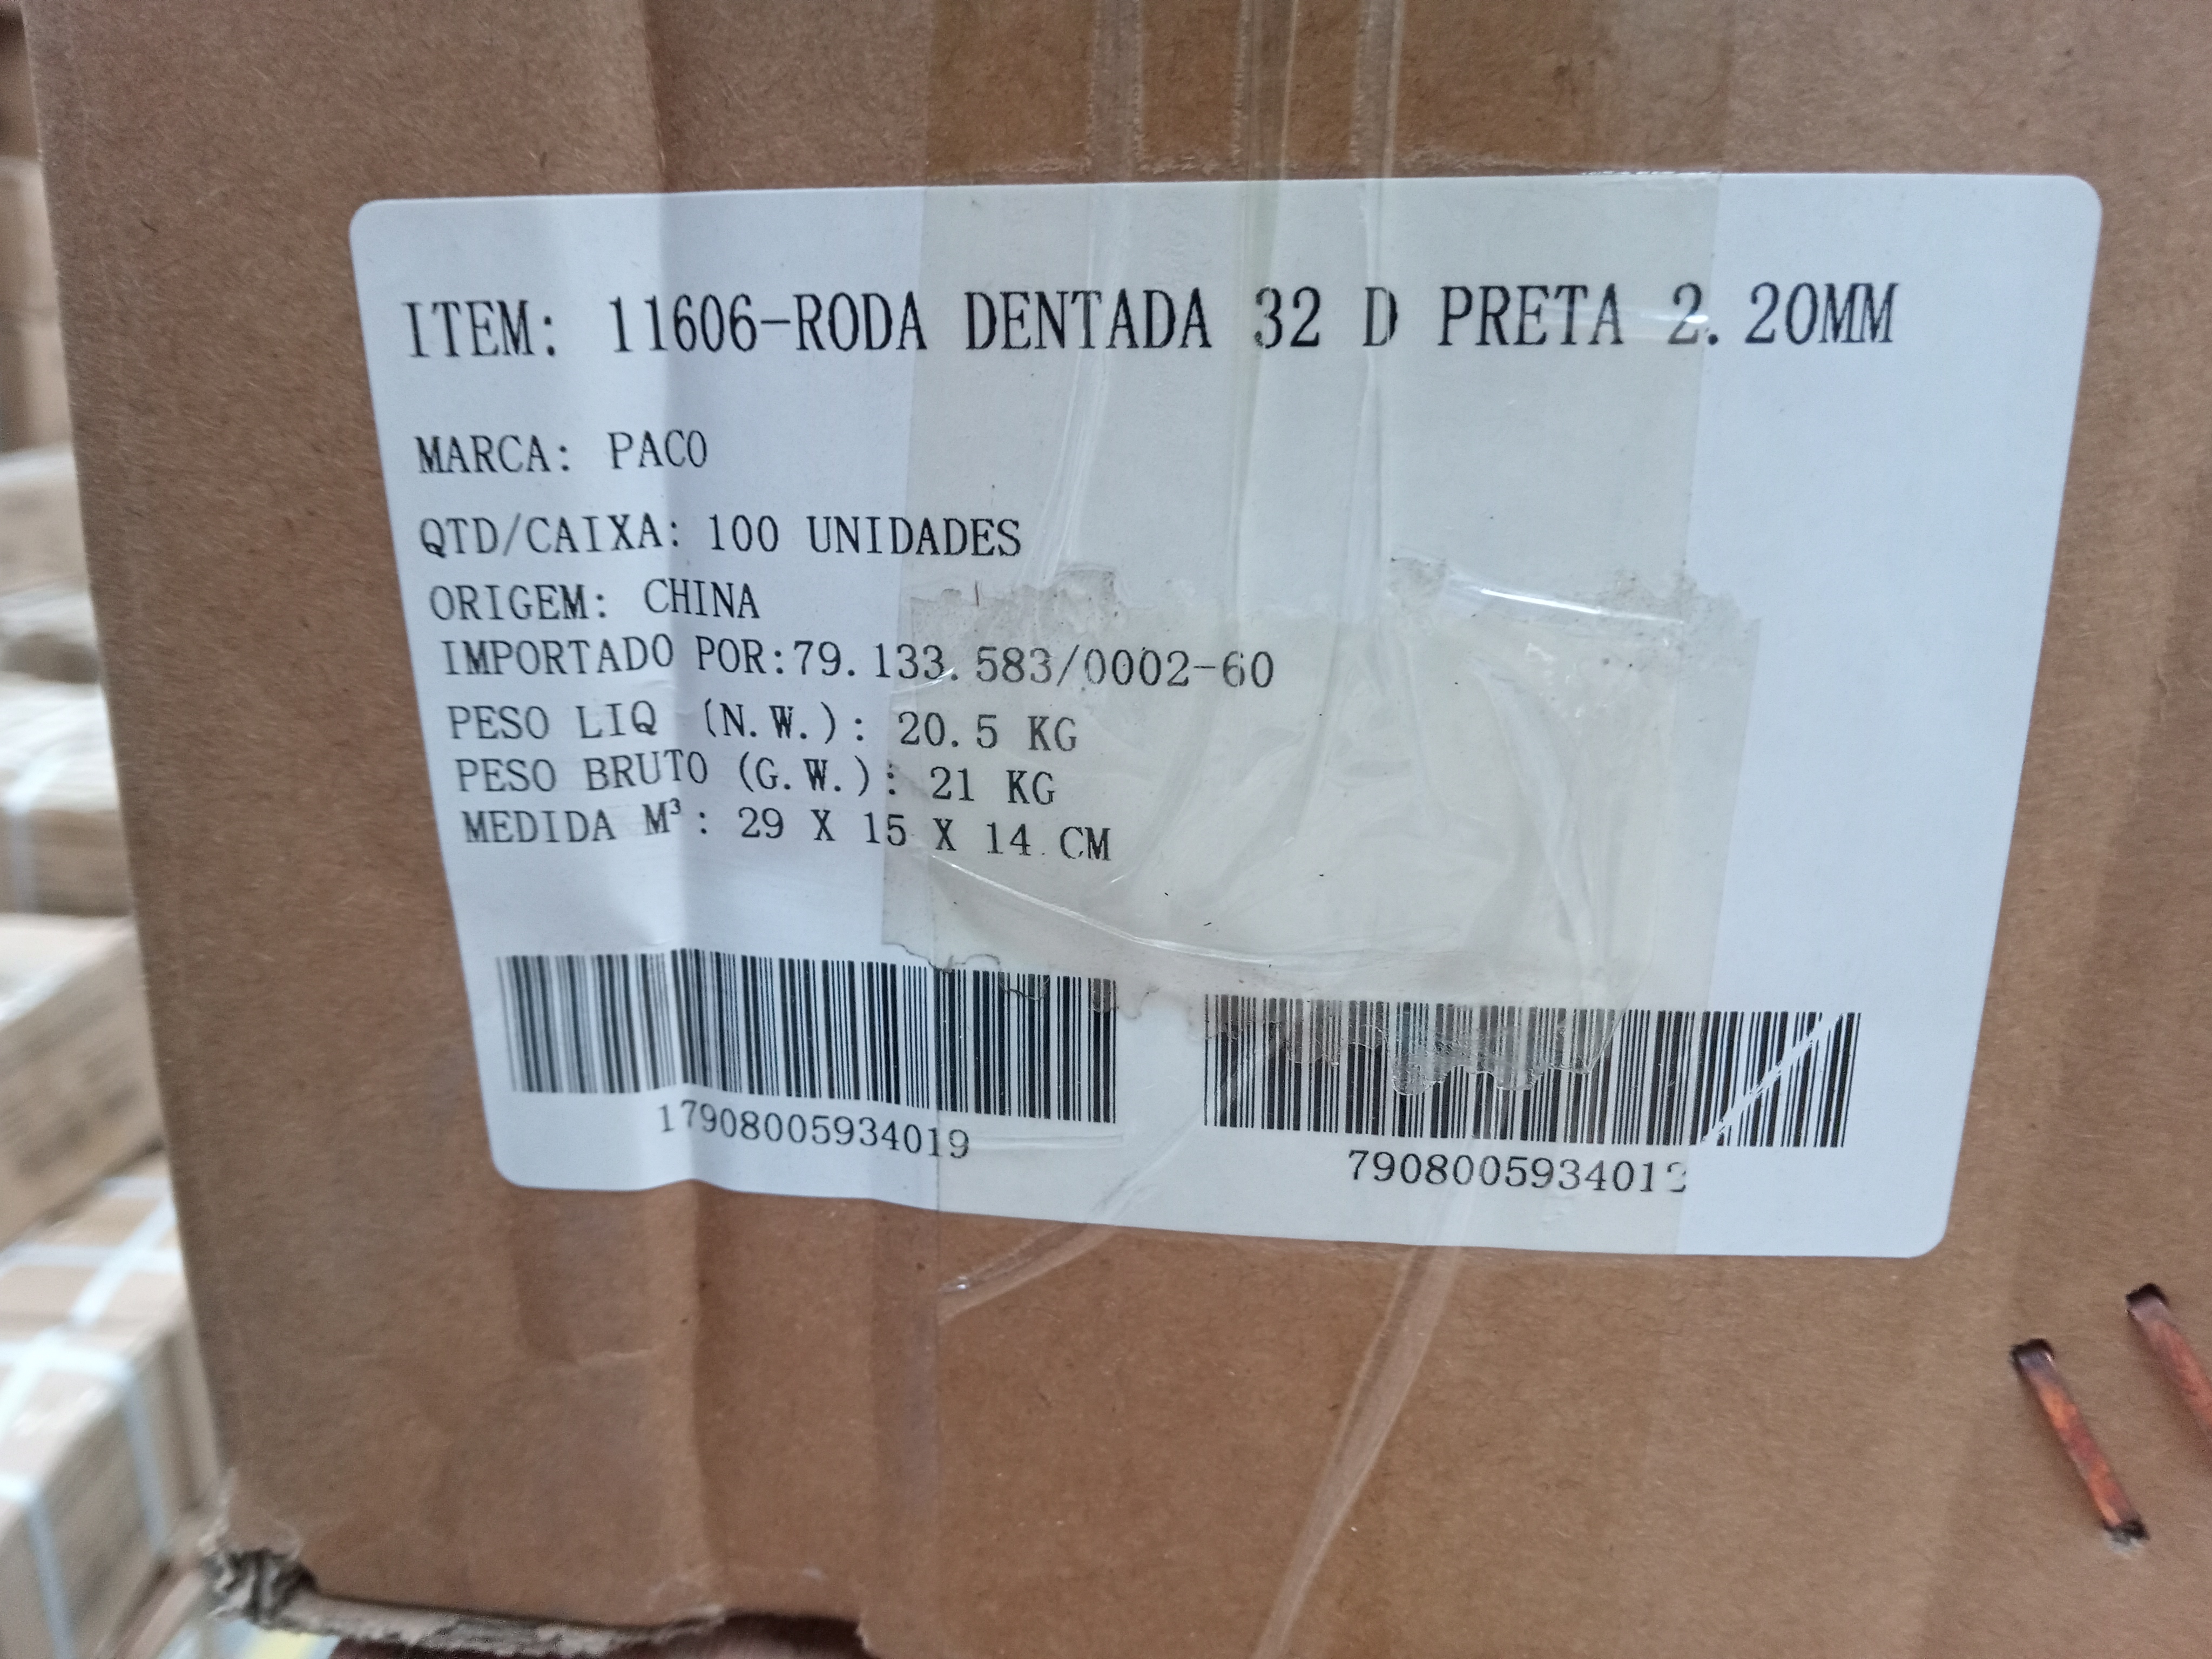 ITEM: 11606-RODA DENTADA 32 D PRETA 2.20MM
MARCA: PACO
QTD/CAIXA: 100 UNIDADES
ORIGEM: CHINA
IMPORTADO POR:79.133.583/0002-60
PESO LIQ (N.W.): 20.5 KG
PESO BRUTO (G.W.): 21 KG
MEDIDA M³: 29 X 15 X 14 CM
17908005934019
7908005934012